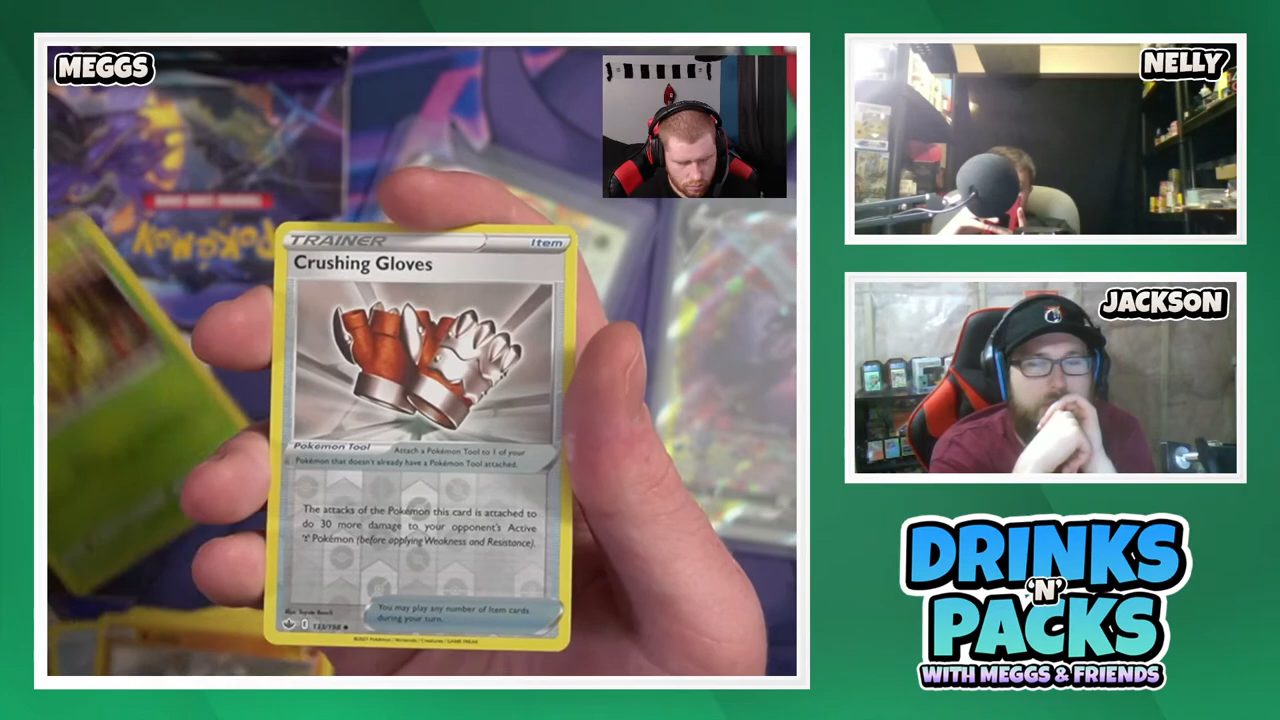 MEGGS
NELLY
JACKSON
TRAINER
Item
Crushing Gloves
Pokémon Tool
Attach a Pokémon Tool to 1 of your
Pokémon that doesn't already have a Pokémon Tool attached.
The attacks of the Pokémon this card is attached to
do 30 more damage to your opponent's Active
Pokémon (before applying Weakness and Resistance).
You may play any number of Item cards
during your turn.
133/198
©2021 Pokémon / Nintendo / Creatures / GAME FREAK
POKÉMON
DRINKS
'N'
PACKS
WITH MEGGS & FRIENDS